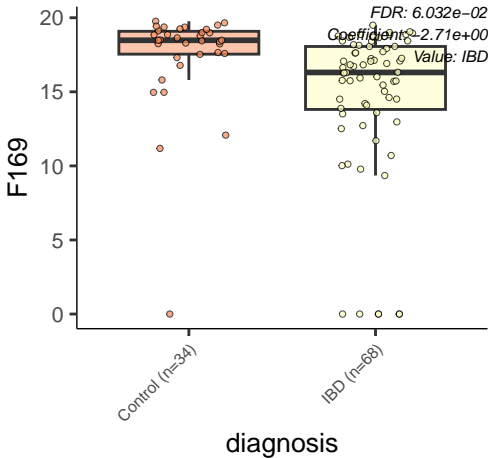 FDR: 6.032e−02
Coefficient: −2.71e+00
Value: IBD
20
15
10
5
0
F169
Control (n=34)
IBD (n=68)
diagnosis